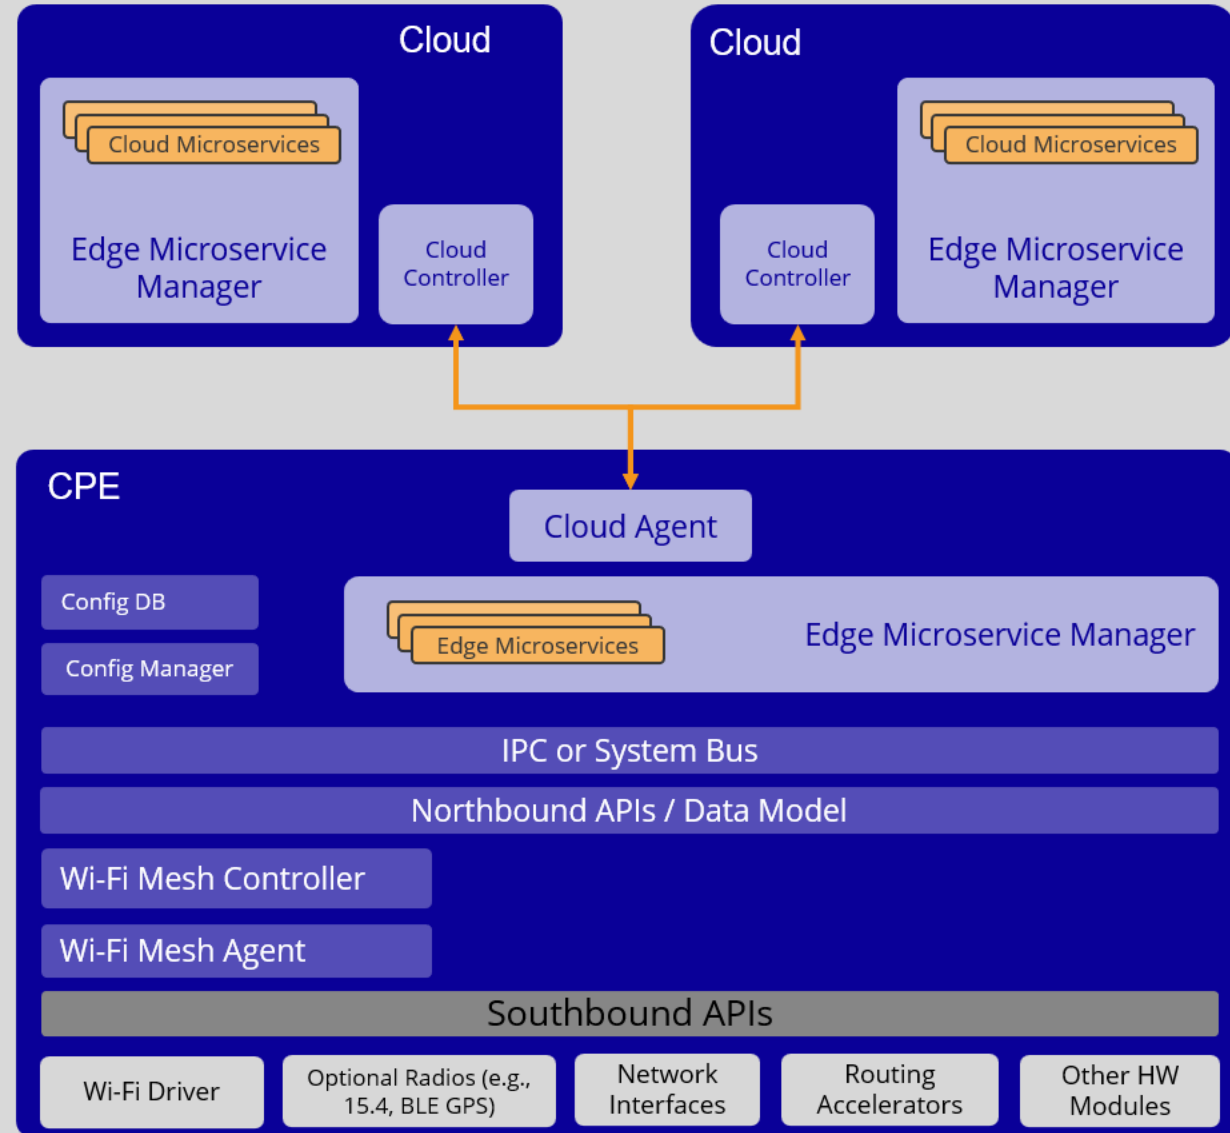 Cloud
Cloud Microservices
Edge Microservice
Manager
Cloud
Controller
Cloud
Cloud
Controller
Cloud Microservices
Edge Microservice
Manager
CPE
Cloud Agent
Config DB
Config Manager
Edge Microservices
Edge Microservice Manager
IPC or System Bus
Northbound APIs / Data Model
Wi-Fi Mesh Controller
Wi-Fi Mesh Agent
Southbound APIs
Wi-Fi Driver
Optional Radios (e.g.,
15.4, BLE GPS)
Network
Interfaces
Routing
Accelerators
Other HW
Modules